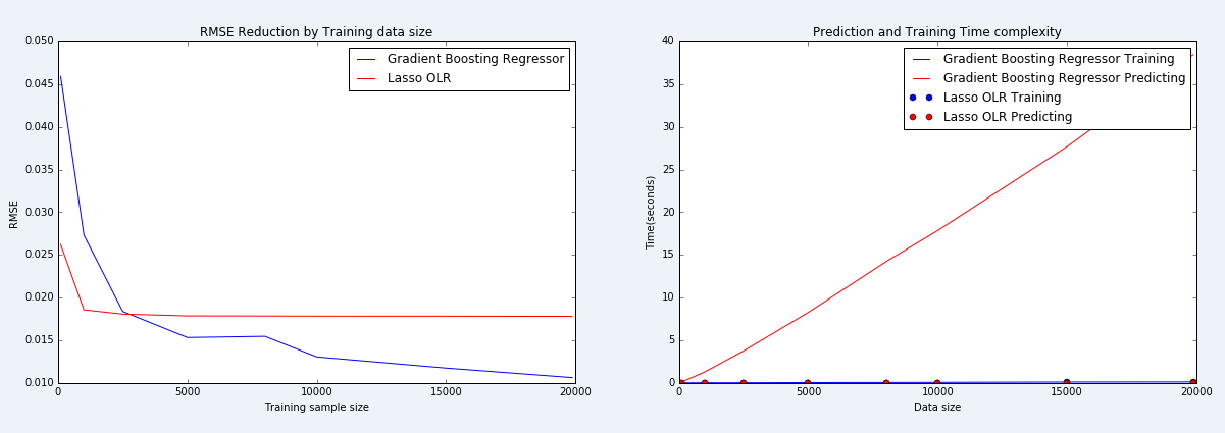 RMSE Reduction by Training data size
0.050
0.045
0.040
0.035
0.030
0.025
0.020
0.015
0.010
RMSE
Gradient Boosting Regressor
Lasso OLR
0
5000
10000
15000
20000
Training sample size
Prediction and Training Time complexity
40
35
30
25
20
15
10
5
0
Time(seconds)
Gradient Boosting Regressor Training
Gradient Boosting Regressor Predicting
Lasso OLR Training
Lasso OLR Predicting
0
5000
10000
15000
20000
Data size